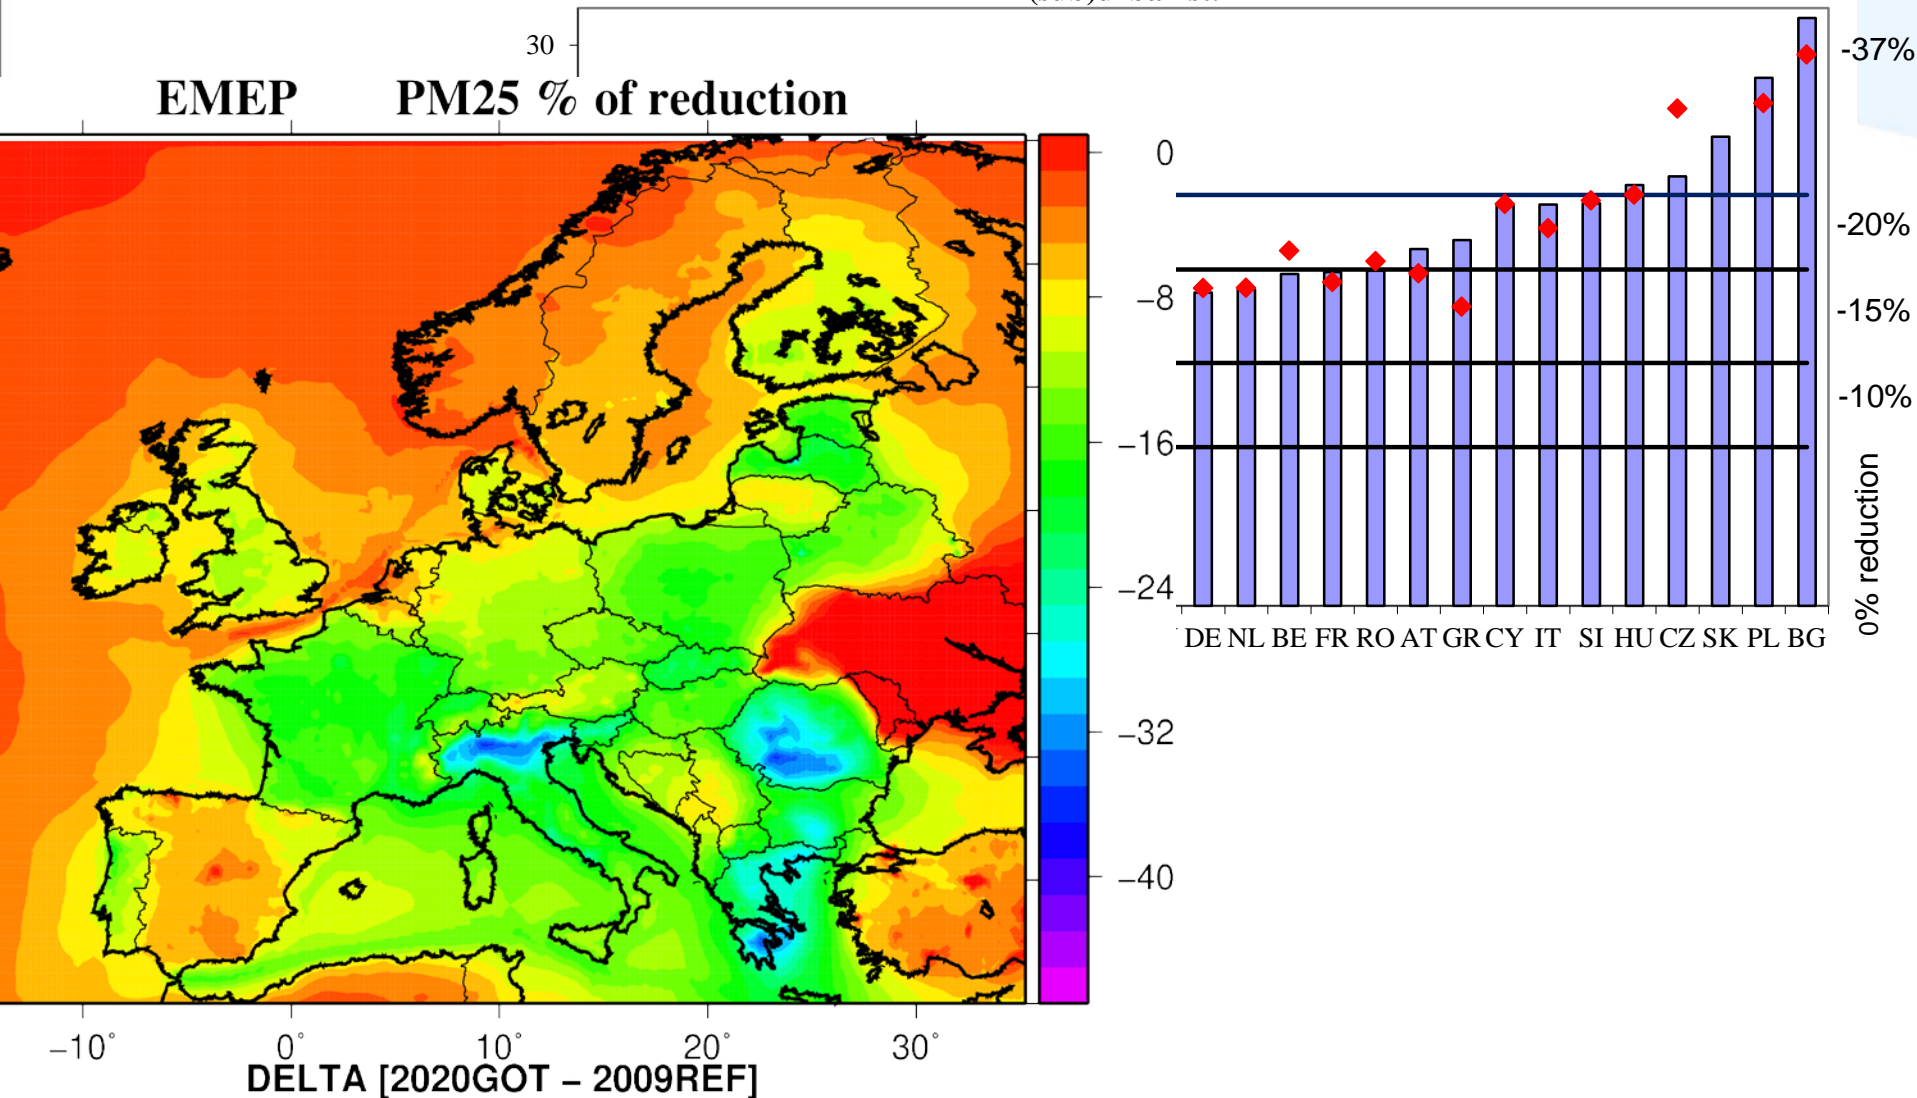 30
EMEP PM25 % of reduction
0
−8
−16
−24
−32
−40
−10° 0° 10° 20° 30°
DELTA [2020GOT − 2009REF]
-37%
-20%
-15%
-10%
0% reduction
DE NL BE FR RO AT GR CY IT SI HU CZ SK PL BG